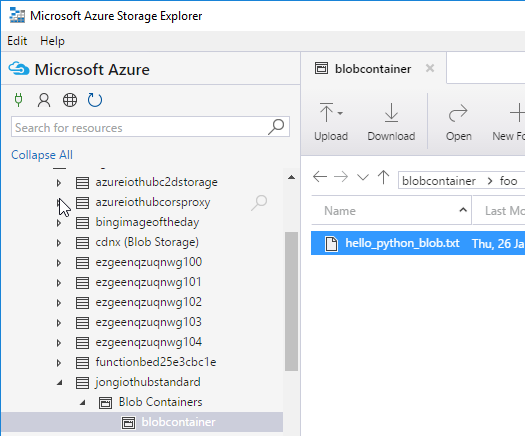 Microsoft Azure Storage Explorer
Edit Help
Microsoft Azure
Search for resources
Collapse All
azureiothubc2dstorage
azureiothubcorsproxy
bingimageoftheday
cdnx (Blob Storage)
ezgeenqzuqnwg100
ezgeenqzuqnwg101
ezgeenqzuqnwg102
ezgeenqzuqnwg103
ezgeenqzuqnwg104
functionbed25e3cbc1e
jongiothubstandard
Blob Containers
blobcontainer
blobcontainer
Upload Download Open New Fo
blobcontainer foo
Name Last Mo
hello_python_blob.txt Thu, 26 Ja